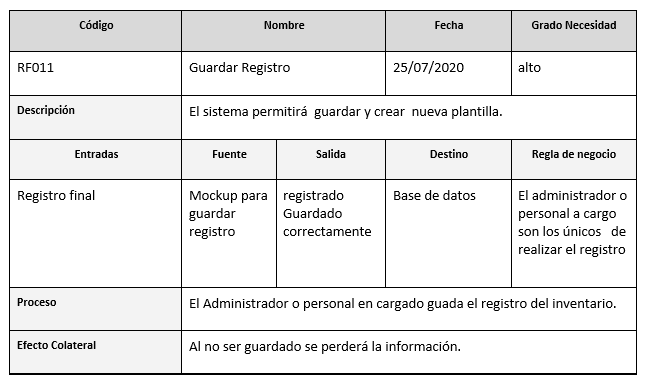 Código Nombre Fecha Grado Necesidad
RF011 Guardar Registro 25/07/2020 alto
Descripción El sistema permitirá guardar y crear nueva plantilla.
Entradas Fuente Salida Destino Regla de negocio
Registro final
Mockup para
guardar
registro
registrado
Guardado
correctamente
Base de datos
El administrador o
personal a cargo
son los únicos de
realizar el registro
Proceso El Administrador o personal en cargado guada el registro del inventario.
Efecto Colateral Al no ser guardado se perderá la información.